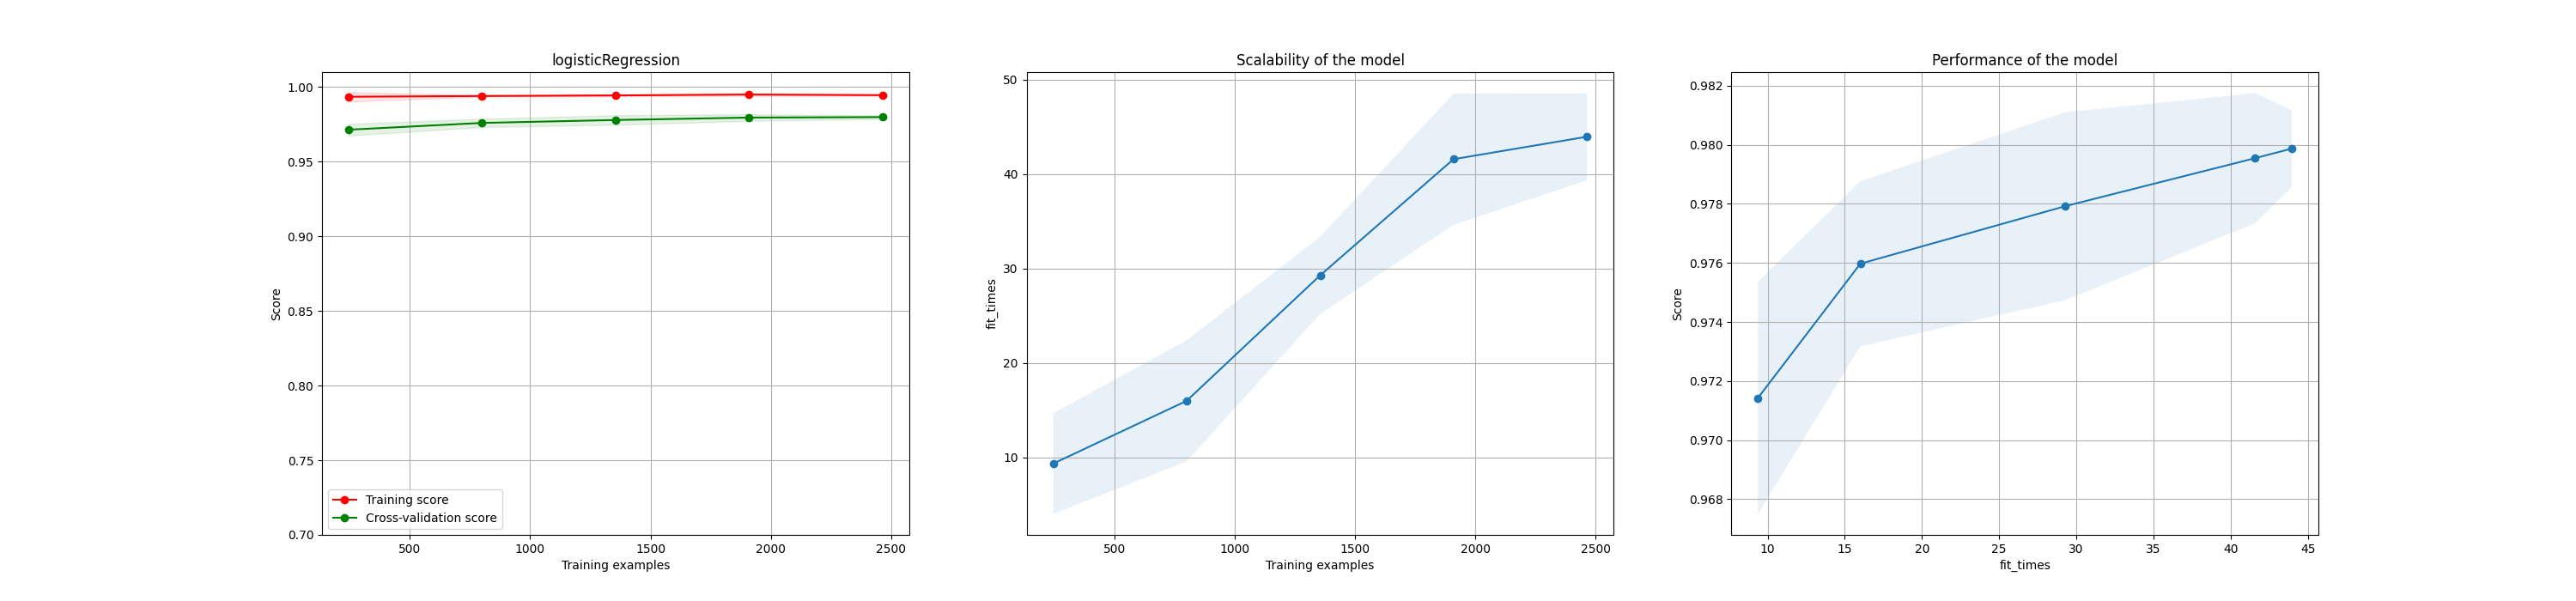 logisticRegression
1.00
0.95
0.90
0.85
0.80
0.75
0.70
Score
Training score
Cross-validation score
500 1000 1500 2000 2500
Training examples
Scalability of the model
50
40
30
20
10
fit_times
500 1000 1500 2000 2500
Training examples
Performance of the model
0.982
0.980
0.978
0.976
0.974
0.972
0.970
0.968
Score
10 15 20 25 30 35 40 45
fit_times